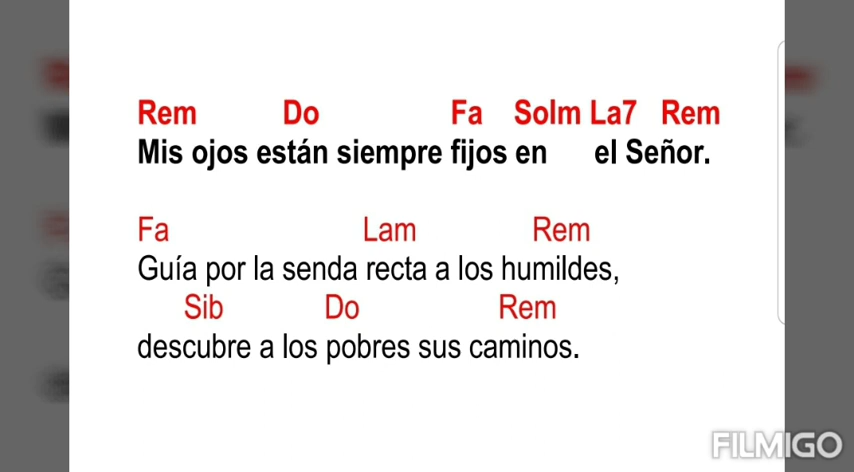 Rem Do Fa Solm La7 Rem
Mis ojos están siempre fijos en el Señor.
Fa Lam Rem
Guía por la senda recta a los humildes,
Sib Do Rem
descubre a los pobres sus caminos.
FILMIGO